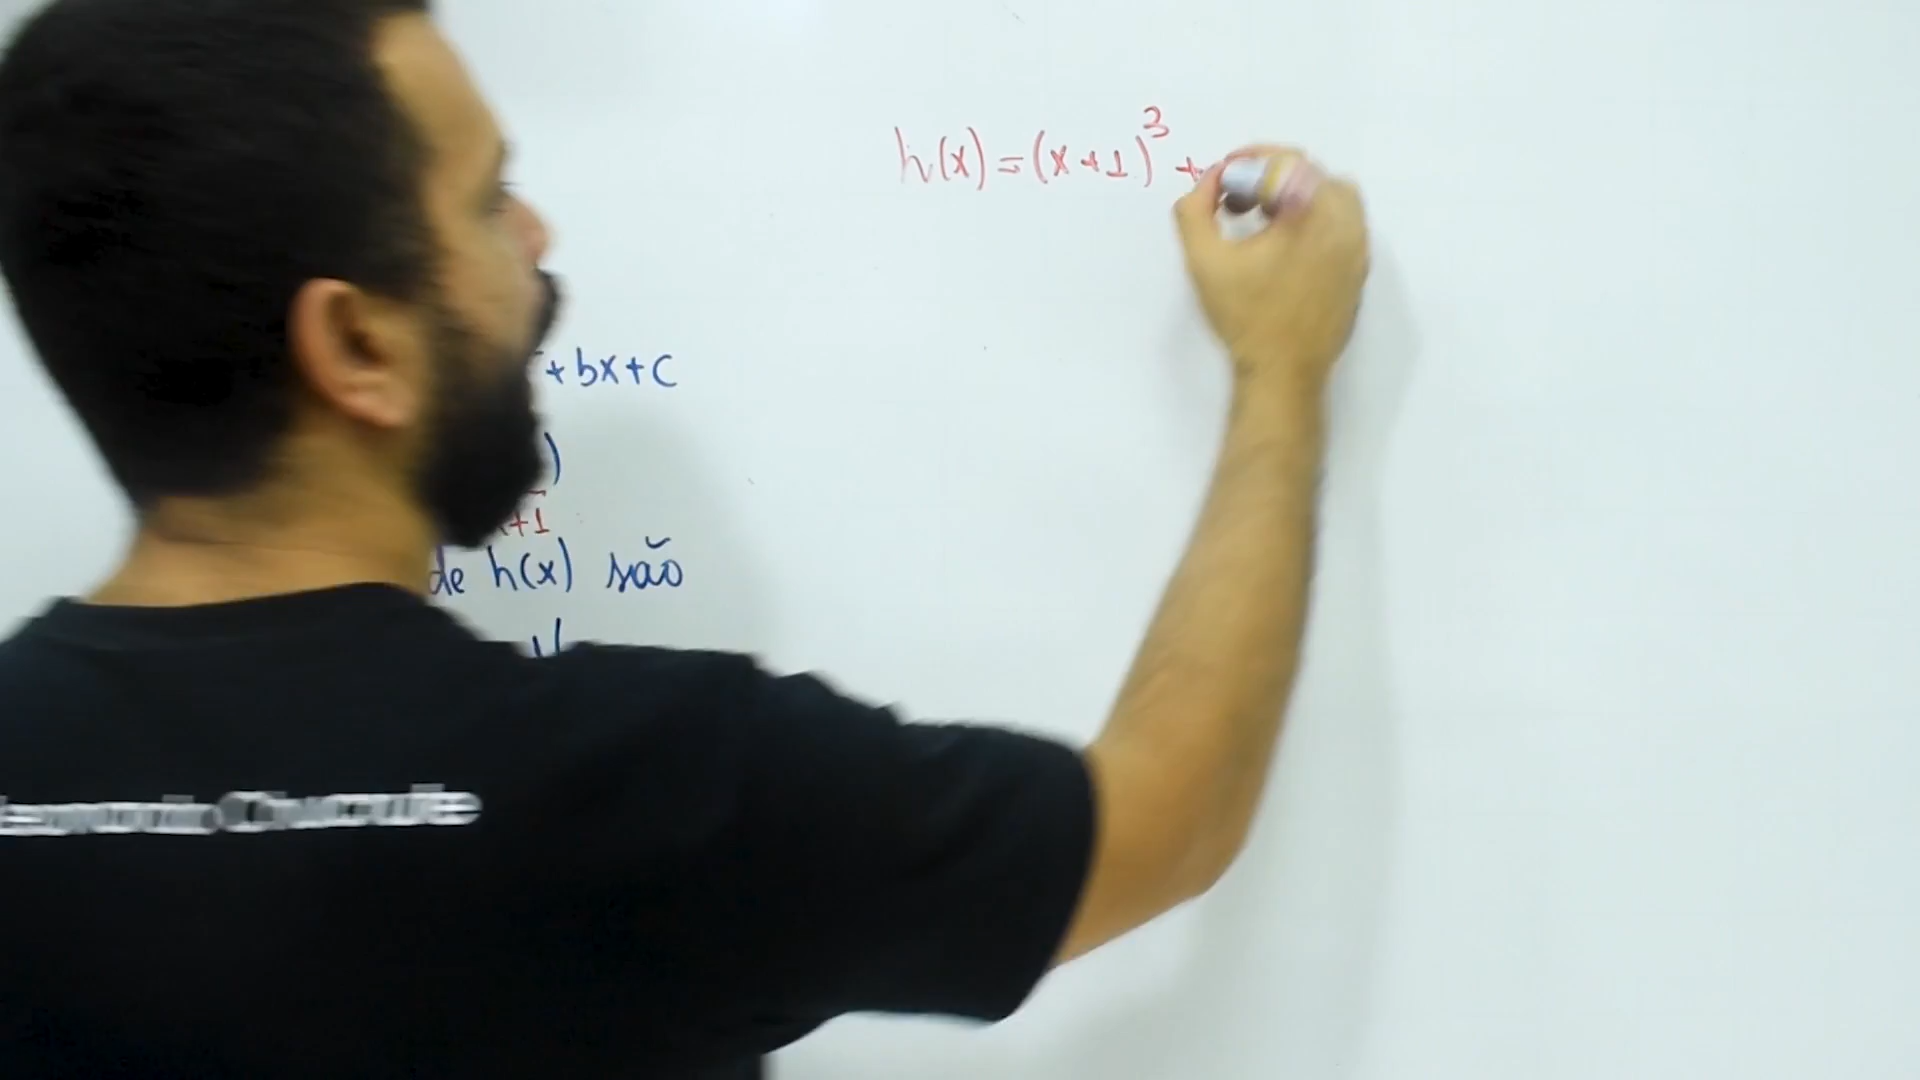 h(x) = (x+1)³ +
+bx+c
)
+1
de h(x) são